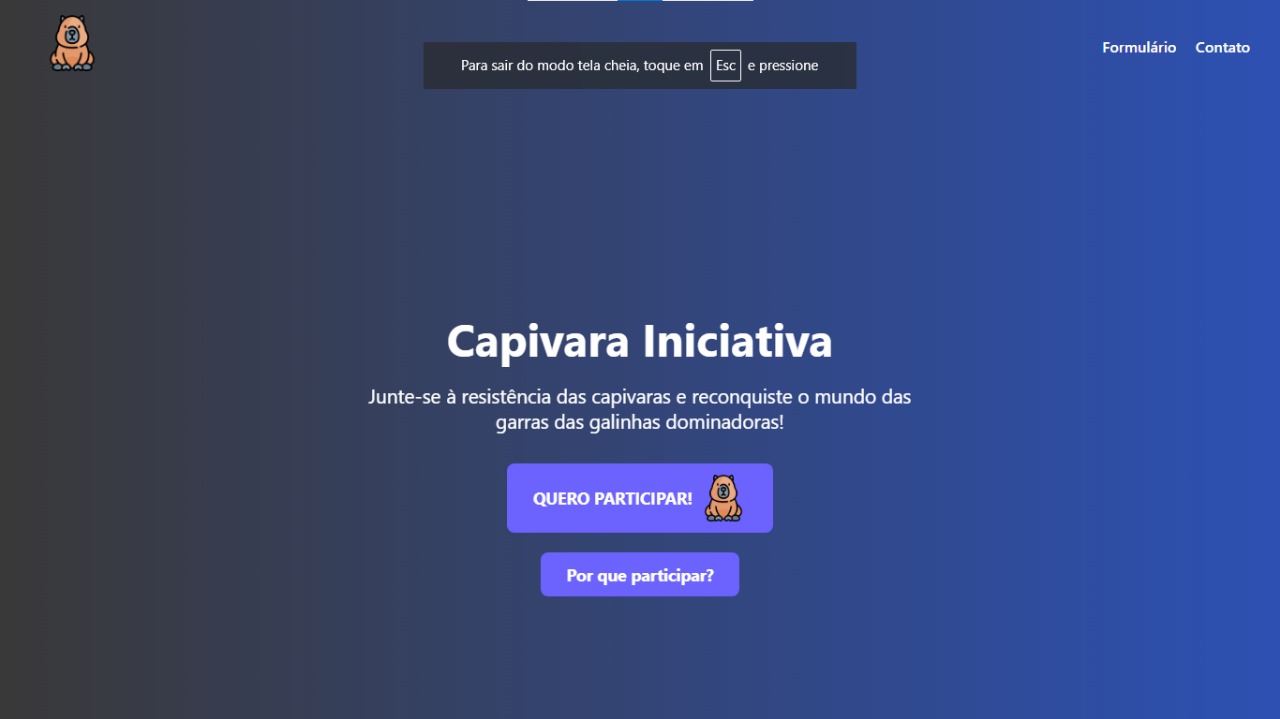 Formulário Contato
Para sair do modo tela cheia, toque em Esc e pressione
Capivara Iniciativa
Junte-se à resistência das capivaras e reconquiste o mundo das
garras das galinhas dominadoras!
QUERO PARTICIPAR!
Por que participar?